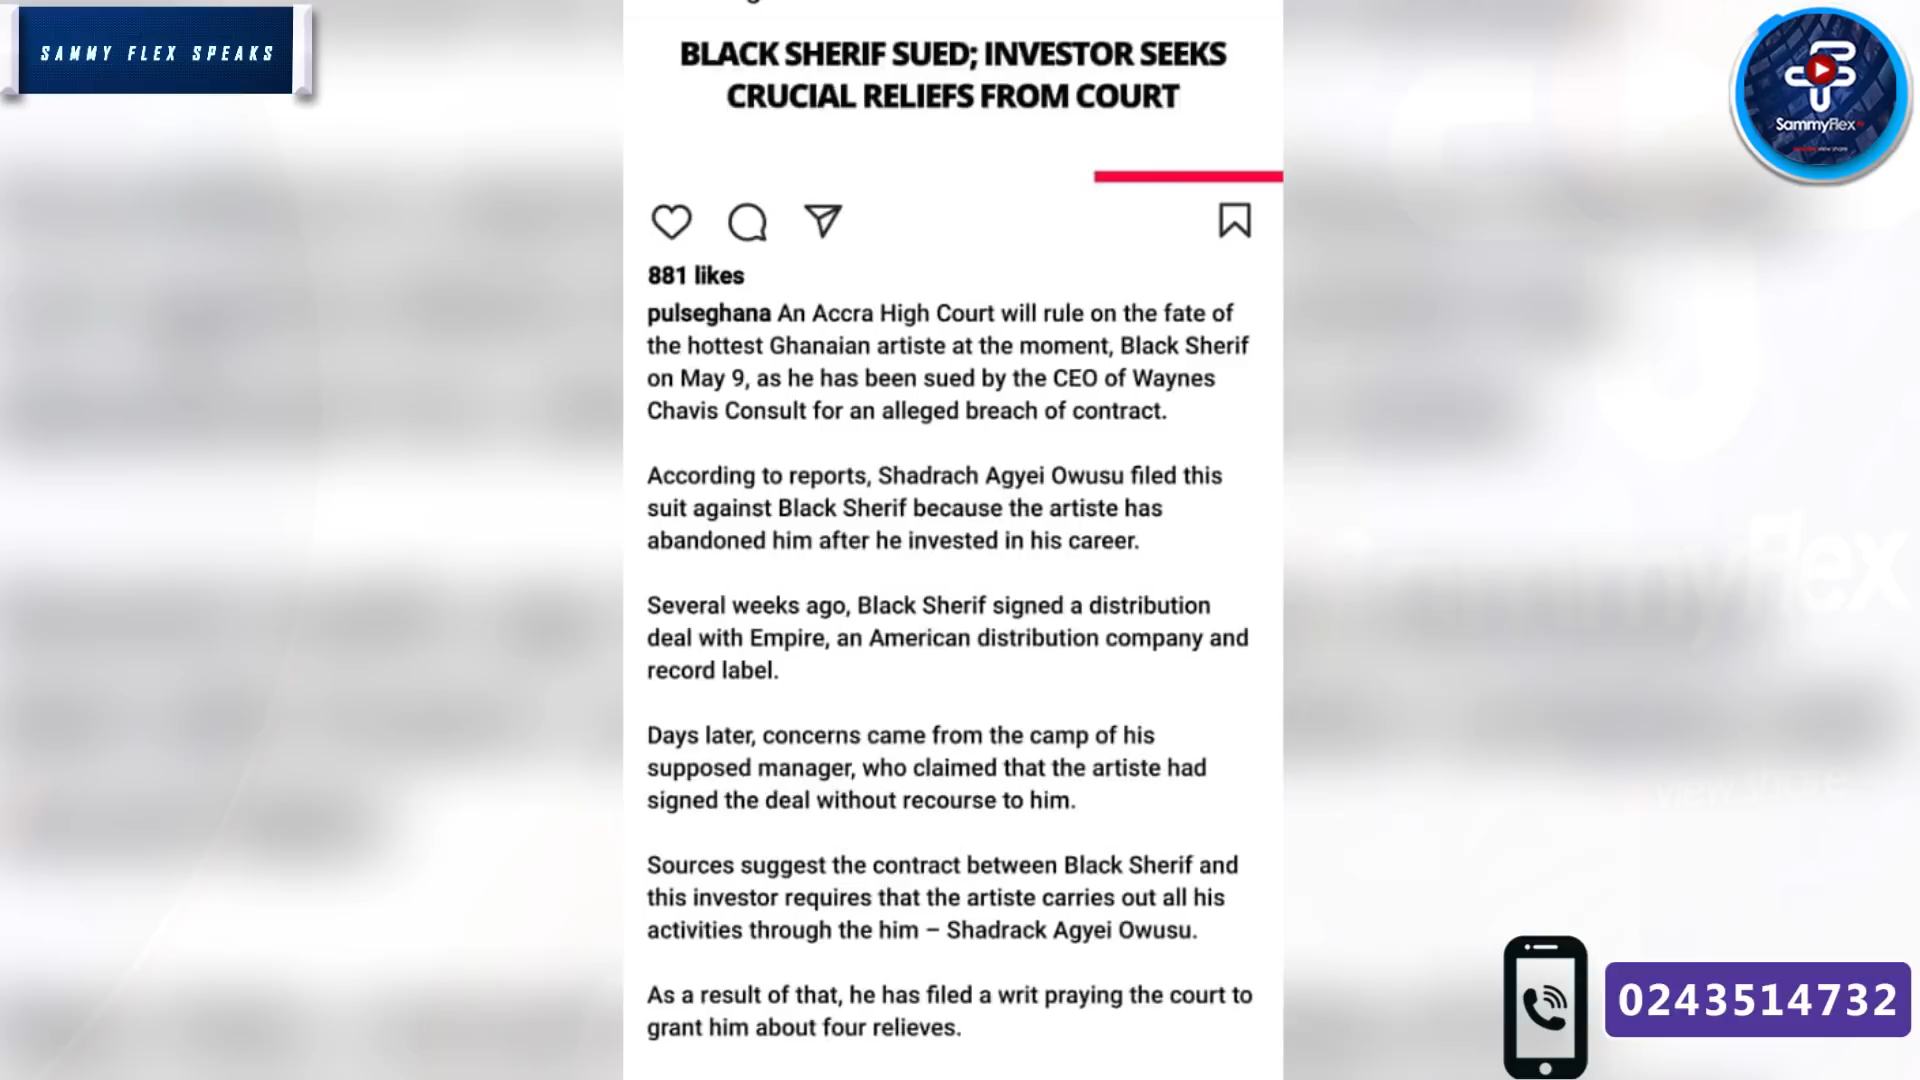 SAMMY FLEX SPEAKS
BLACK SHERIF SUED; INVESTOR SEEKS
CRUCIAL RELIEFS FROM COURT
SammyFlex
881 likes
pulseghana An Accra High Court will rule on the fate of
the hottest Ghanaian artiste at the moment, Black Sherif
on May 9, as he has been sued by the CEO of Waynes
Chavis Consult for an alleged breach of contract.
According to reports, Shadrach Agyei Owusu filed this
suit against Black Sherif because the artiste has
abandoned him after he invested in his career.
Several weeks ago, Black Sherif signed a distribution
deal with Empire, an American distribution company and
record label.
Days later, concerns came from the camp of his
supposed manager, who claimed that the artiste had
signed the deal without recourse to him.
Sources suggest the contract between Black Sherif and
this investor requires that the artiste carries out all his
activities through the him – Shadrack Agyei Owusu.
As a result of that, he has filed a writ praying the court to
grant him about four relieves.
0243514732